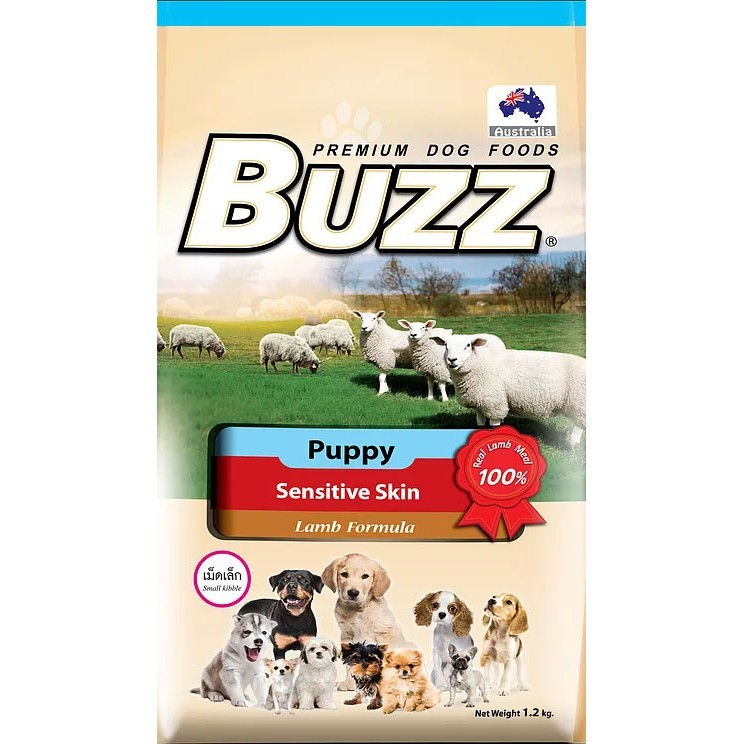 Australia
PREMIUM DOG FOODS
BUZZ
®
Puppy
Sensitive Skin
Lamb Formula
Real Lamb Meal
100%
เม็ดเล็ก
Small kibble
Net Weight 1.2 kg.